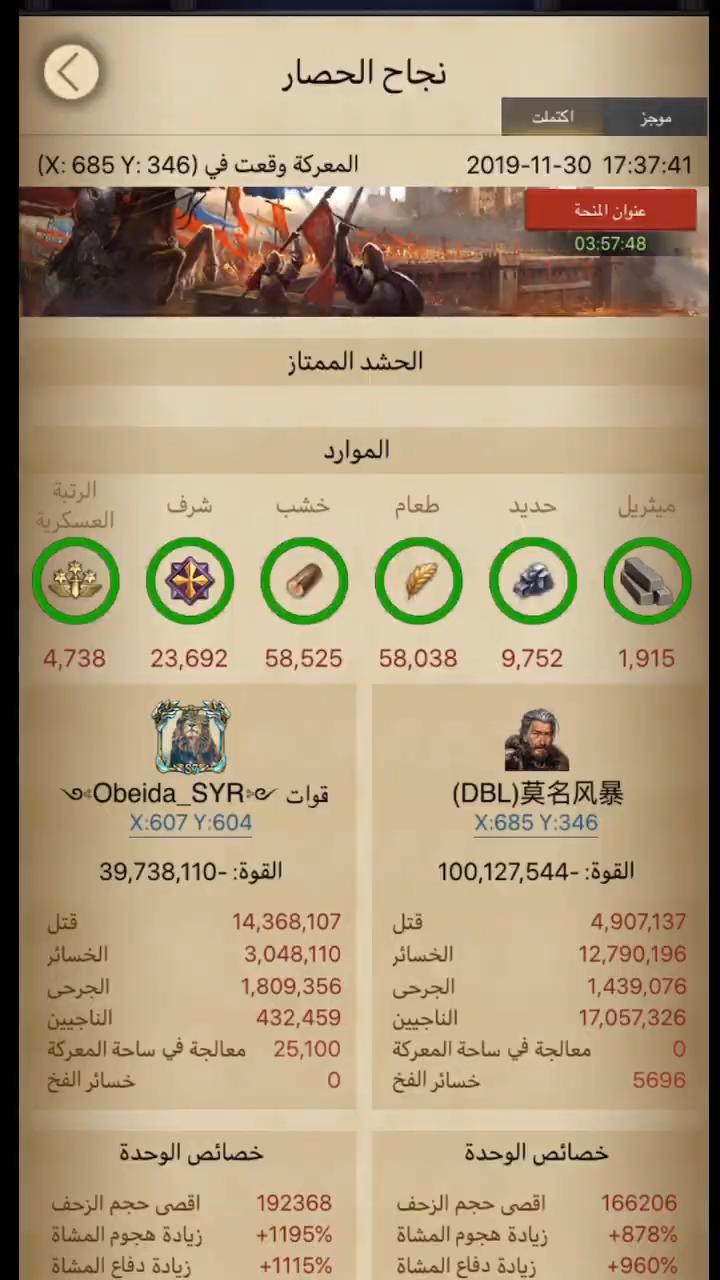 نجاح الحصار
موجز
اكتملت
2019-11-30 17:37:41
المعركة وقعت في (X: 685 Y: 346)
عنوان المنحة
03:57:48
الحشد الممتاز
الموارد
ميثريل
حديد
طعام
خشب
شرف
الرتبة العسكرية
1,915
9,752
58,038
58,525
23,692
4,738
(DBL)莫名风暴
X:685 Y:346
القوة: -100,127,544
قتل 4,907,137
الخسائر 12,790,196
الجرحى 1,439,076
الناجيين 17,057,326
معالجة في ساحة المعركة 0
خسائر الفخ 5696
قوات Obeida_SYR
X:607 Y:604
القوة: -39,738,110
قتل 14,368,107
الخسائر 3,048,110
الجرحى 1,809,356
الناجيين 432,459
معالجة في ساحة المعركة 25,100
خسائر الفخ 0
خصائص الوحدة
اقصى حجم الزحف 166206
زيادة هجوم المشاة +878%
زيادة دفاع المشاة +960%
خصائص الوحدة
اقصى حجم الزحف 192368
زيادة هجوم المشاة +1195%
زيادة دفاع المشاة +1115%